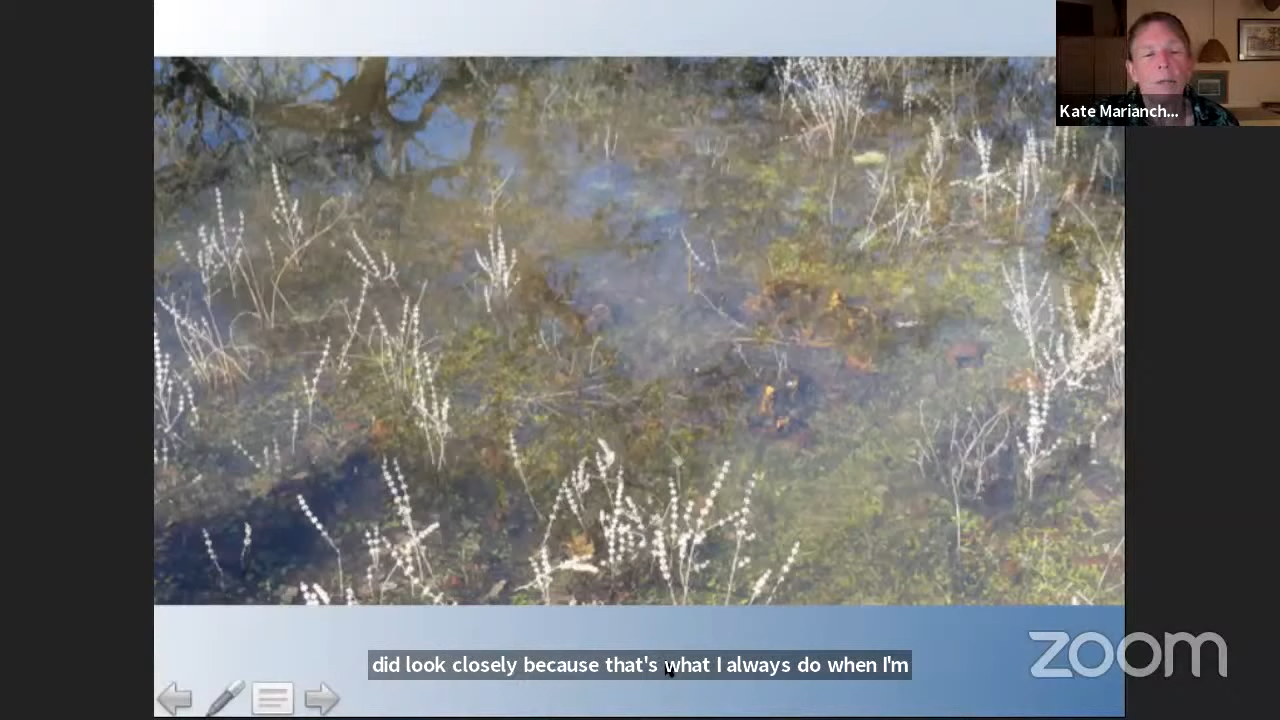 Kate Marianch...
did look closely because that's what I always do when I'm
zoom